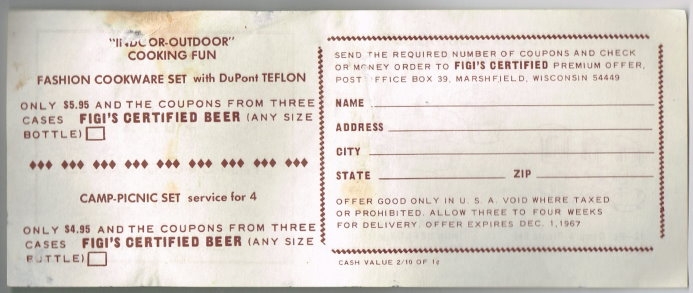 "INDOOR-OUTDOOR"
COOKING FUN
FASHION COOKWARE SET with DuPont TEFLON
ONLY $5.95 AND THE COUPONS FROM THREE
CASES FIGI'S CERTIFIED BEER (ANY SIZE
BOTTLE)
CAMP-PICNIC SET service for 4
ONLY $4.95 AND THE COUPONS FROM THREE
CASES FIGI'S CERTIFIED BEER (ANY SIZE
BOTTLE)
SEND THE REQUIRED NUMBER OF COUPONS AND CHECK
OR MONEY ORDER TO FIGI'S CERTIFIED PREMIUM OFFER,
POST OFFICE BOX 39, MARSHFIELD, WISCONSIN 54449
NAME
ADDRESS
CITY
STATE ZIP
OFFER GOOD ONLY IN U. S. A. VOID WHERE TAXED
OR PROHIBITED. ALLOW THREE TO FOUR WEEKS
FOR DELIVERY. OFFER EXPIRES DEC. 1, 1967
CASH VALUE 2/10 OF 1¢